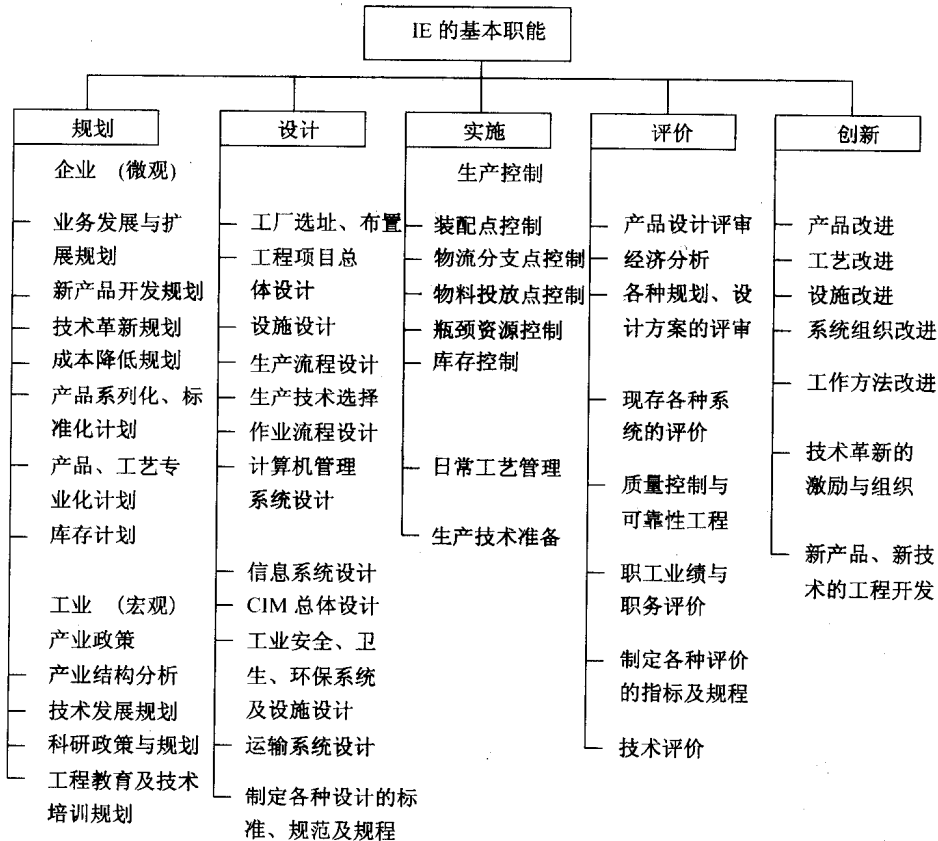 IE 的基本职能
规划
企业 (微观)
业务发展与扩
展规划
新产品开发规划
技术革新规划
成本降低规划
产品系列化、标
准化计划
产品、工艺专
业化计划
库存计划
工业 (宏观)
产业政策
产业结构分析
技术发展规划
科研政策与规划
工程教育及技术
培训规划
设计
工厂选址、布置
工程项目总
体设计
设施设计
生产流程设计
生产技术选择
作业流程设计
计算机管理
系统设计
信息系统设计
CIM 总体设计
工业安全、卫
生、环保系统
及设施设计
运输系统设计
制定各种设计的标
准、规范及规程
实施
生产控制
装配点控制
物流分支点控制
物料投放点控制
瓶颈资源控制
库存控制
日常工艺管理
生产技术准备
评价
产品设计评审
经济分析
各种规划、设
计方案的评审
现存各种系
统的评价
质量控制与
可靠性工程
职工业绩与
职务评价
制定各种评价
的指标及规程
技术评价
创新
产品改进
工艺改进
设施改进
系统组织改进
工作方法改进
技术革新的
激励与组织
新产品、新技
术的工程开发